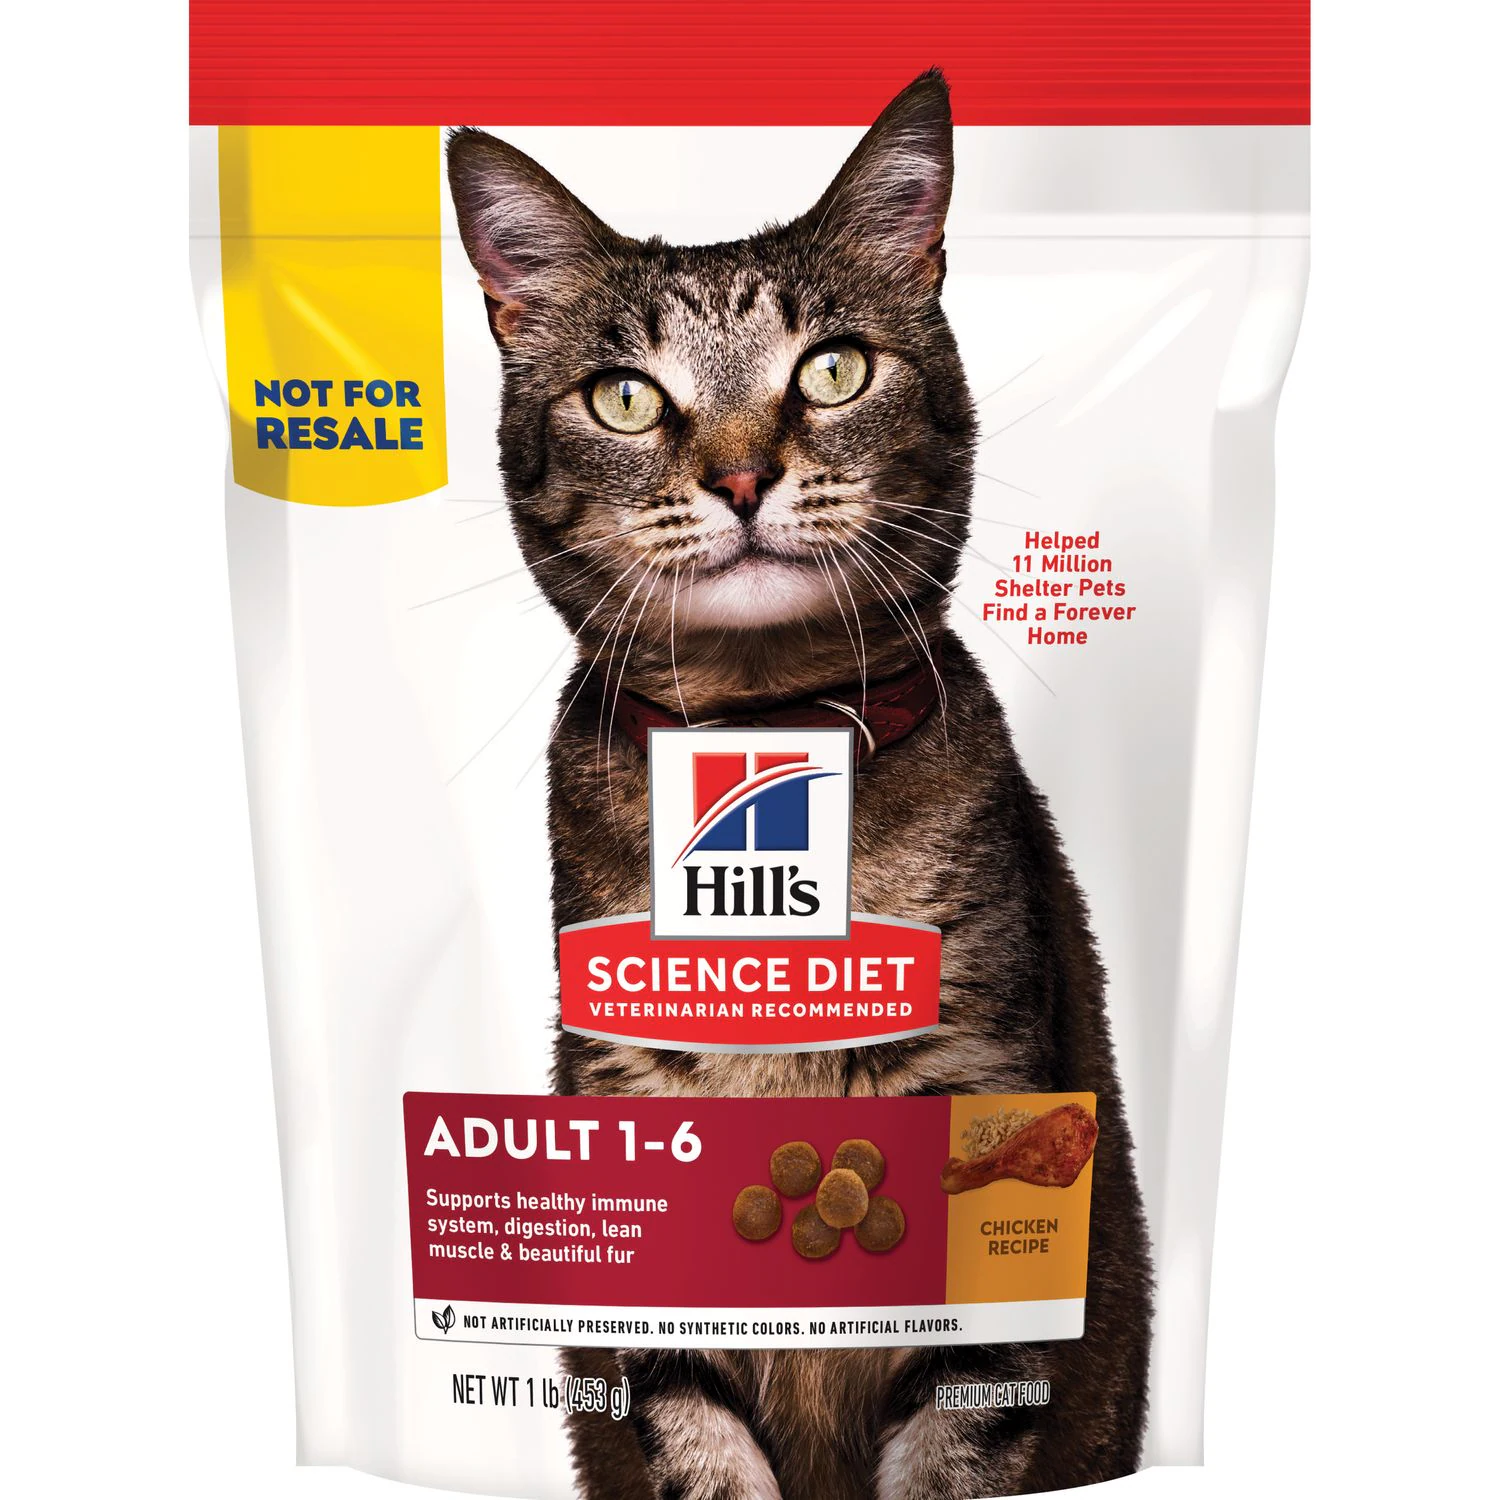 NOT FOR
RESALE
Helped
11 Million
Shelter Pets
Find a Forever
Home
Hill's
SCIENCE DIET
VETERINARIAN RECOMMENDED
ADULT 1-6
Supports healthy immune
system, digestion, lean
muscle & beautiful fur
CHICKEN
RECIPE
NOT ARTIFICIALLY PRESERVED. NO SYNTHETIC COLORS. NO ARTIFICIAL FLAVORS.
NET WT 1 lb (453 g)
PREMIUM CAT FOOD